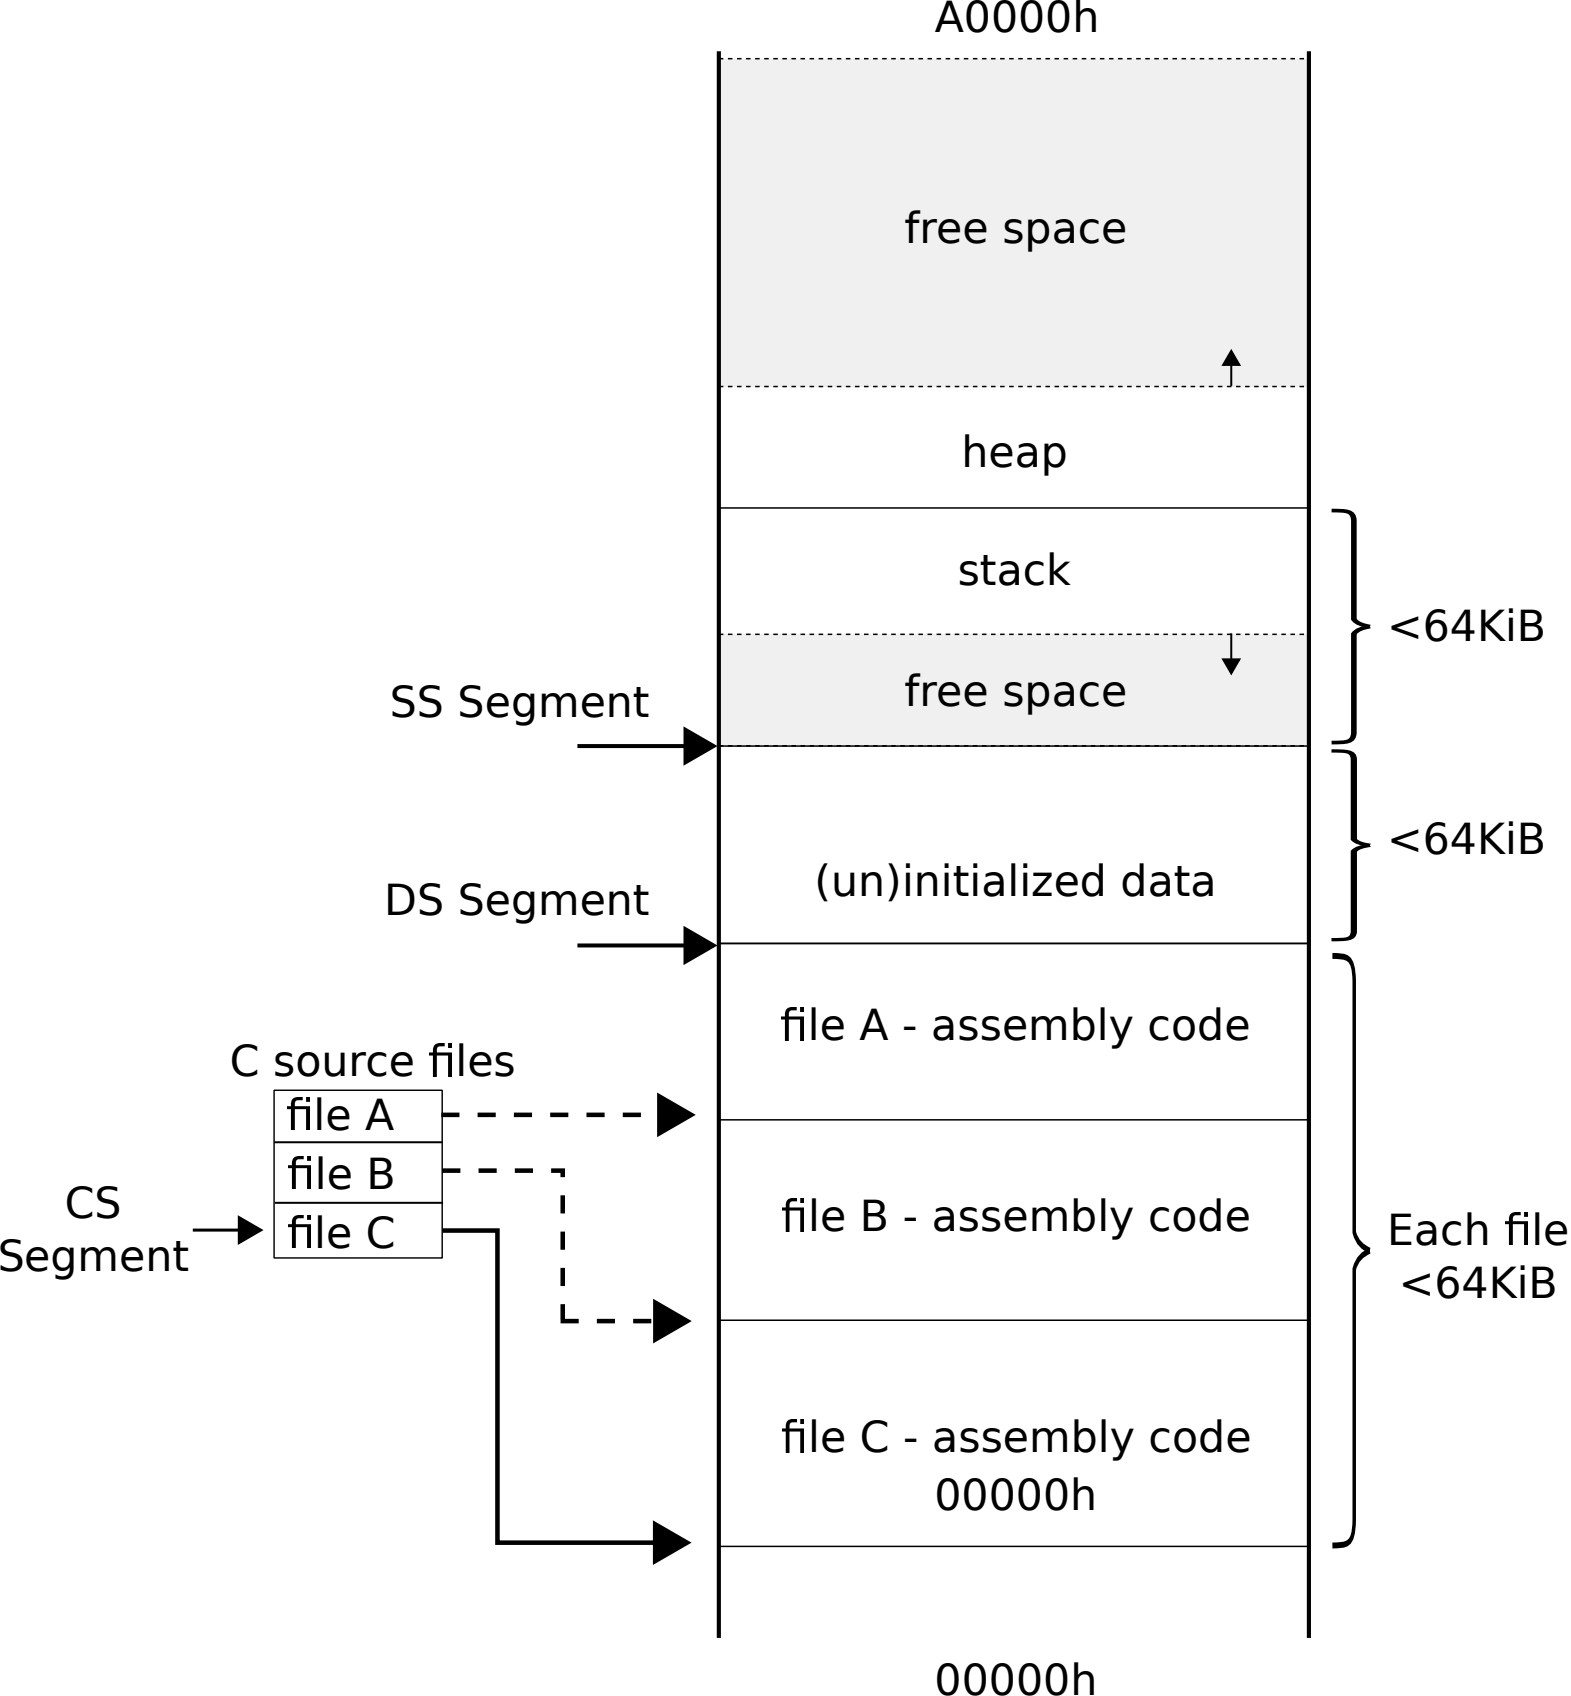 A0000h
free space
heap
stack
<64KiB
free space
SS Segment
<64KiB
(un)initialized data
DS Segment
file A - assembly code
C source files
file A
file B
file C
CS
Segment
file B - assembly code
Each file
<64KiB
file C - assembly code
00000h
00000h